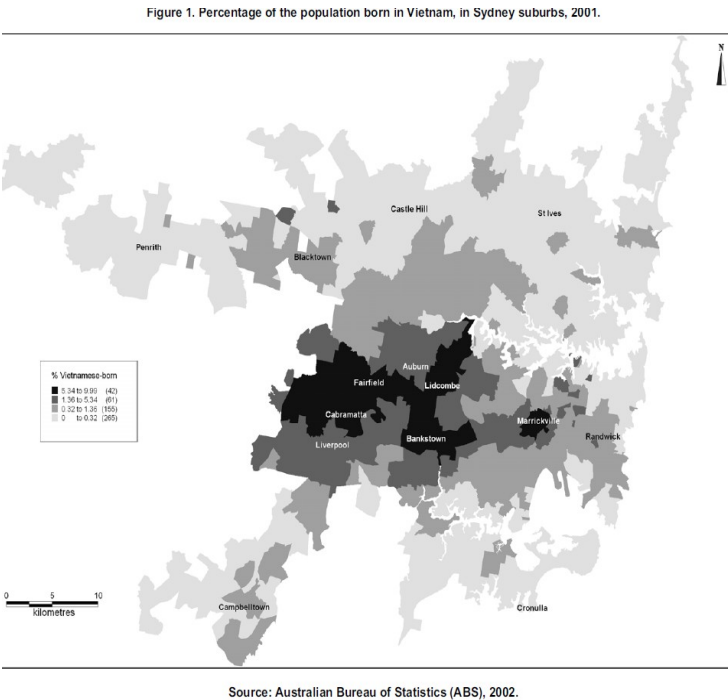 Figure 1. Percentage of the population born in Vietnam, in Sydney suburbs, 2001.
N
Castle Hill
St Ives
Penrith
Blacktown
% Vietnamese-born
5.34 to 9.99 (42)
1.36 to 5.34 (61)
0.32 to 1.36 (155)
0 to 0.32 (265)
Auburn
Fairfield
Lidcombe
Cabramatta
Marrickville
Bankstown
Randwick
Liverpool
0 5 10
kilometres
Campbelltown
Cronulla
Source: Australian Bureau of Statistics (ABS), 2002.